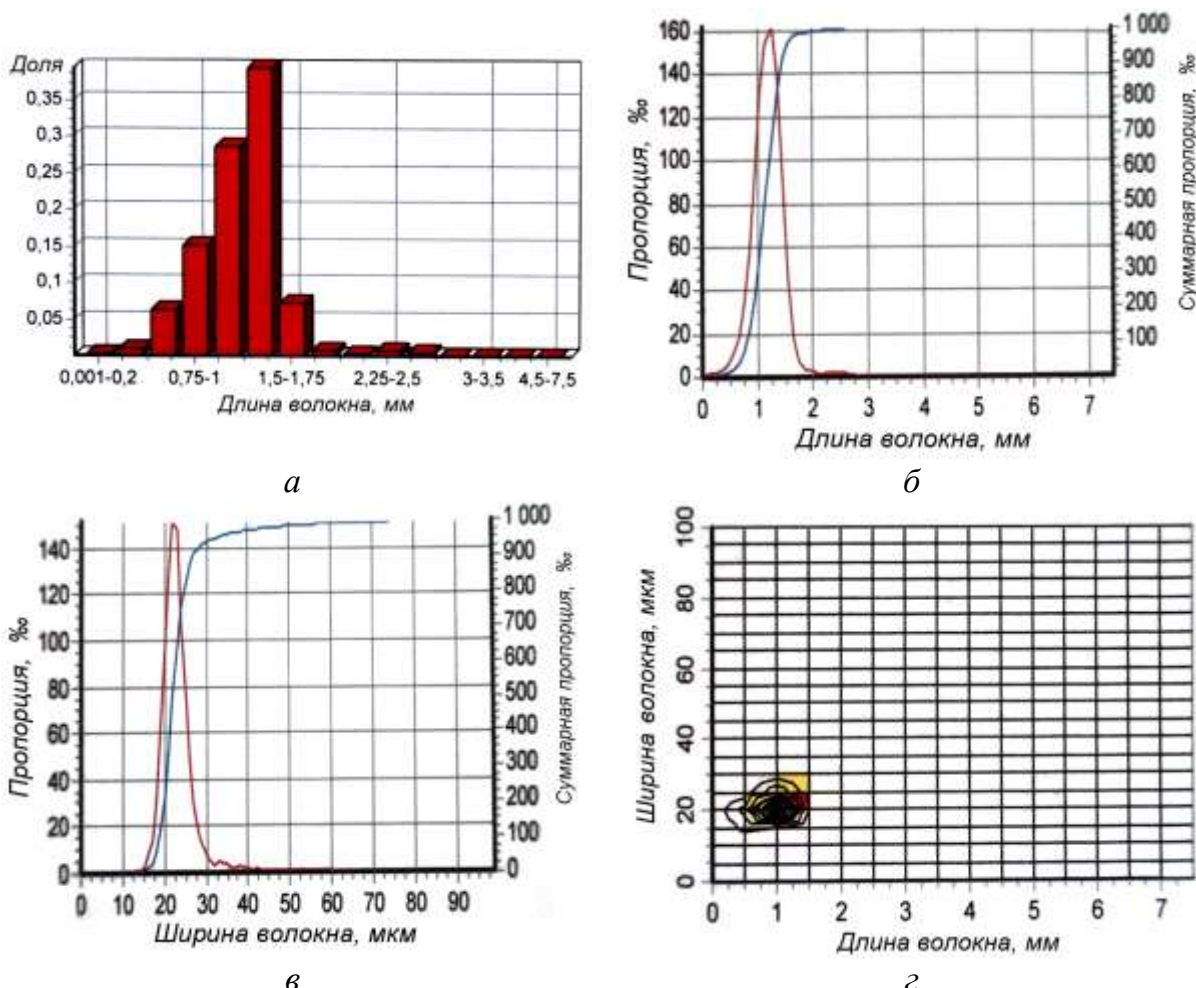 Доля
0,35
0,3
0,25
0,2
0,15
0,1
0,05
0,001-0,2 0,75-1 1,5-1,75 2,25-2,5 3-3,5 4,5-7,5
Длина волокна, мм
а
Пропорция, ‰
160
140
120
100
80
60
40
20
0
1 000
900
800
700
600
500
400
300
200
100
Суммарная пропорция, ‰
0 1 2 3 4 5 6 7
Длина волокна, мм
б
Пропорция, ‰
140
120
100
80
60
40
20
0
1 000
900
800
700
600
500
400
300
200
100
0
Суммарная пропорция, ‰
0 10 20 30 40 50 60 70 80 90
Ширина волокна, мкм
в
Ширина волокна, мкм
100
80
60
40
20
0
0 1 2 3 4 5 6 7
Длина волокна, мм
г